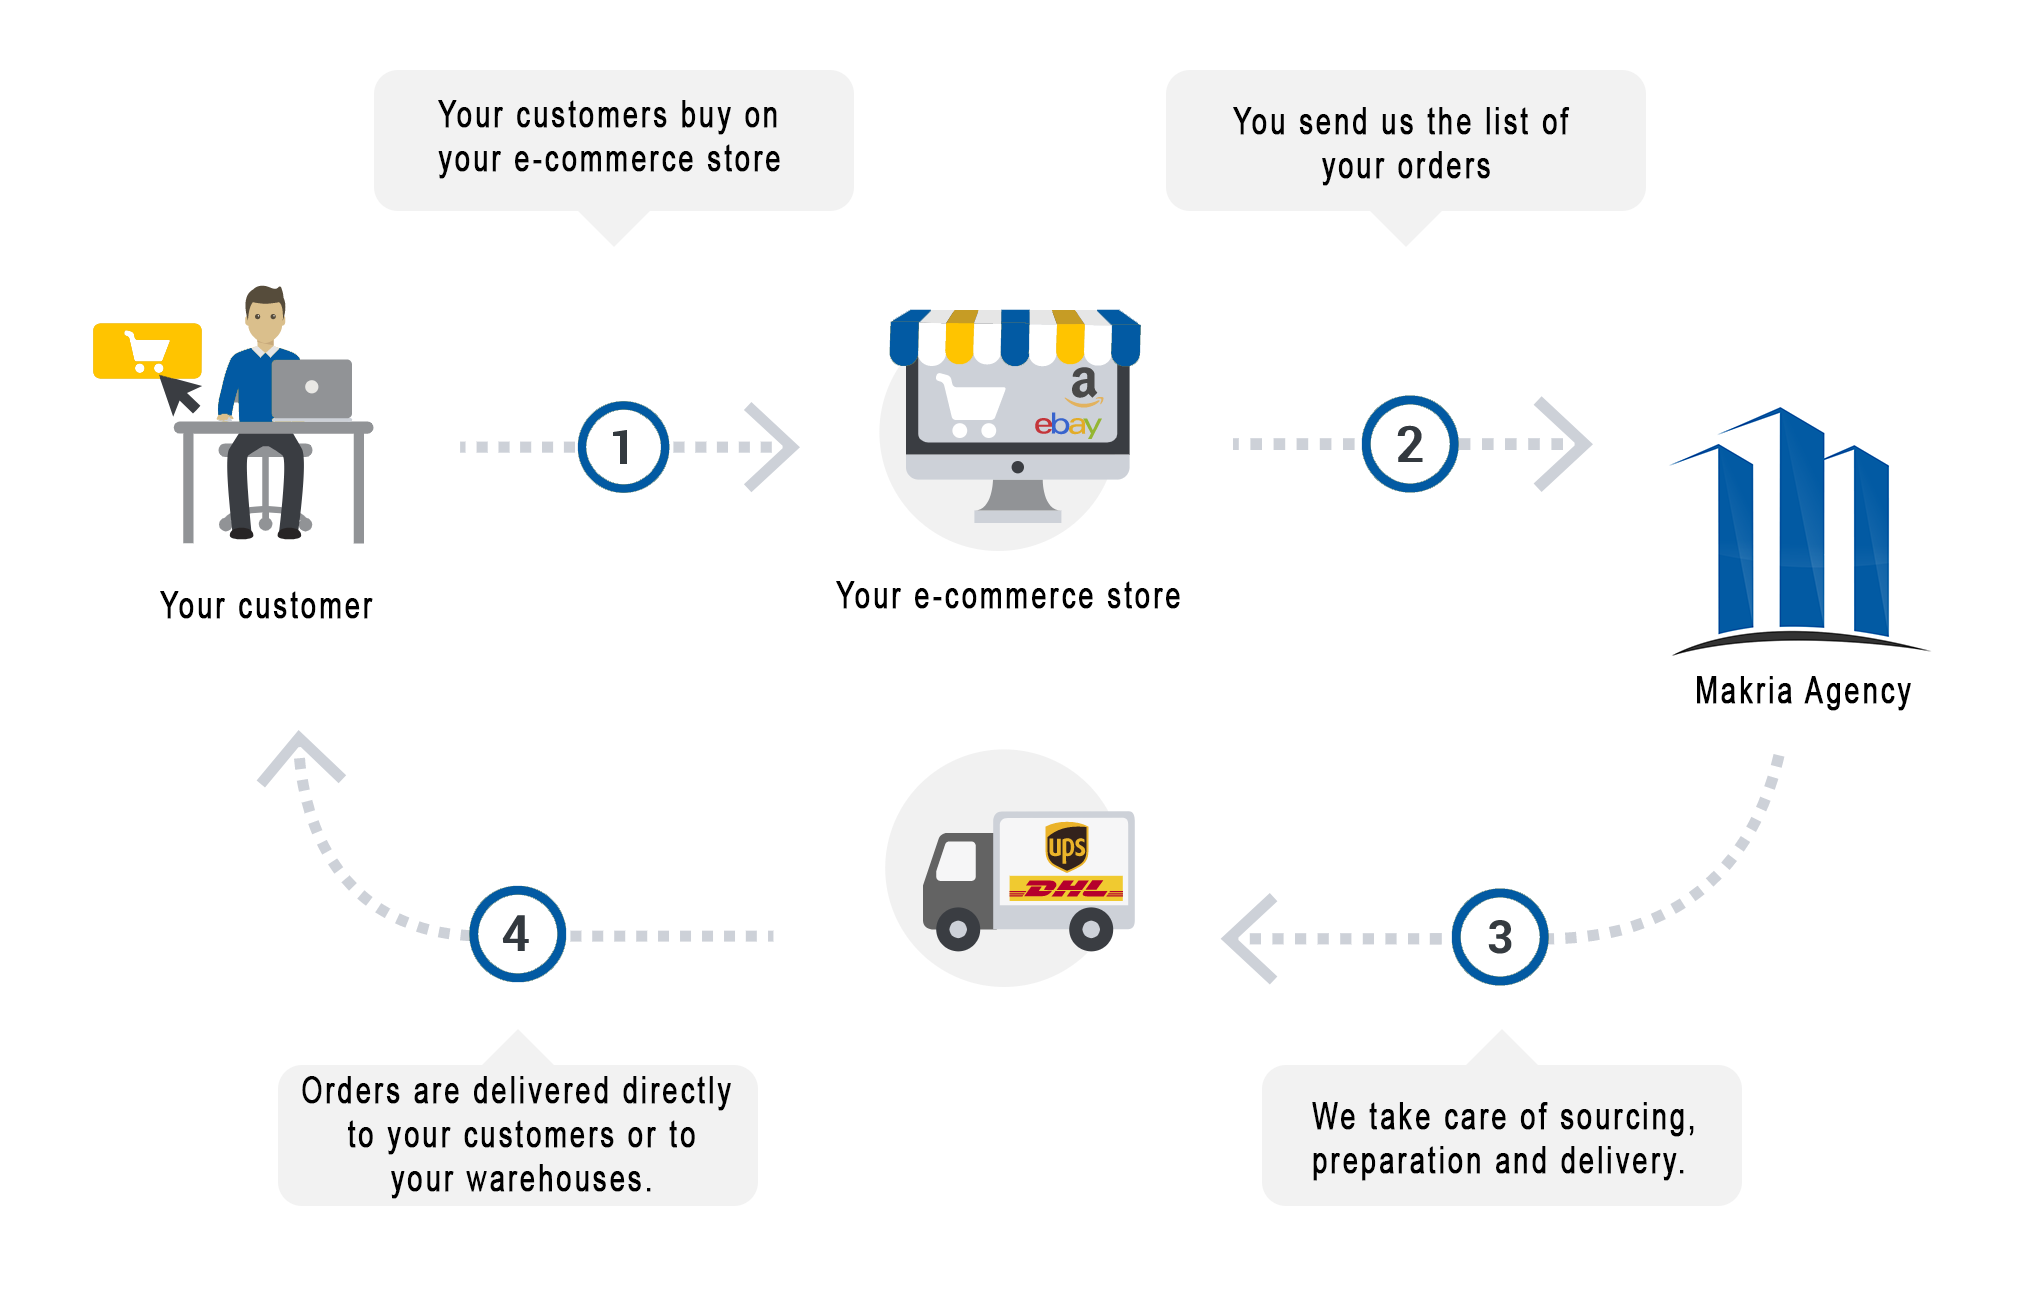 Your customers buy on
your e-commerce store
You send us the list of
your orders
a
ebay
1
2
Your customer
Your e-commerce store
Makria Agency
ups
DHL
4
3
Orders are delivered directly
to your customers or to
your warehouses.
We take care of sourcing,
preparation and delivery.